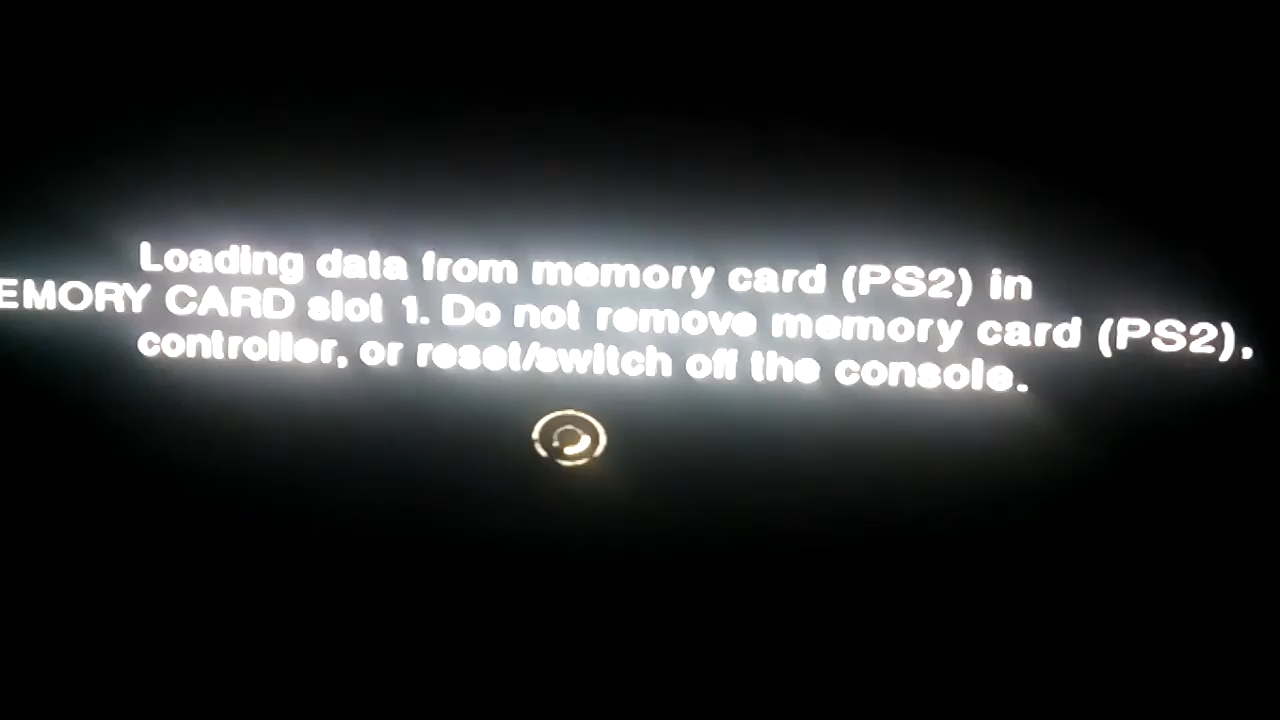 Loading data from memory card (PS2) in
EMORY CARD slot 1. Do not remove memory card (PS2),
controller, or reset/switch off the console.